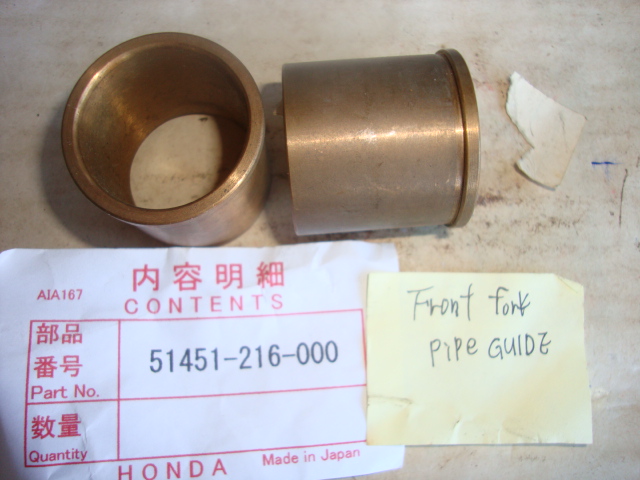 AIA167
内容明細
CONTENTS
部品
番号
Part No.
51451-216-000
数量
Quantity
HONDA
Made in Japan
Front fork
PiPe GUIDE